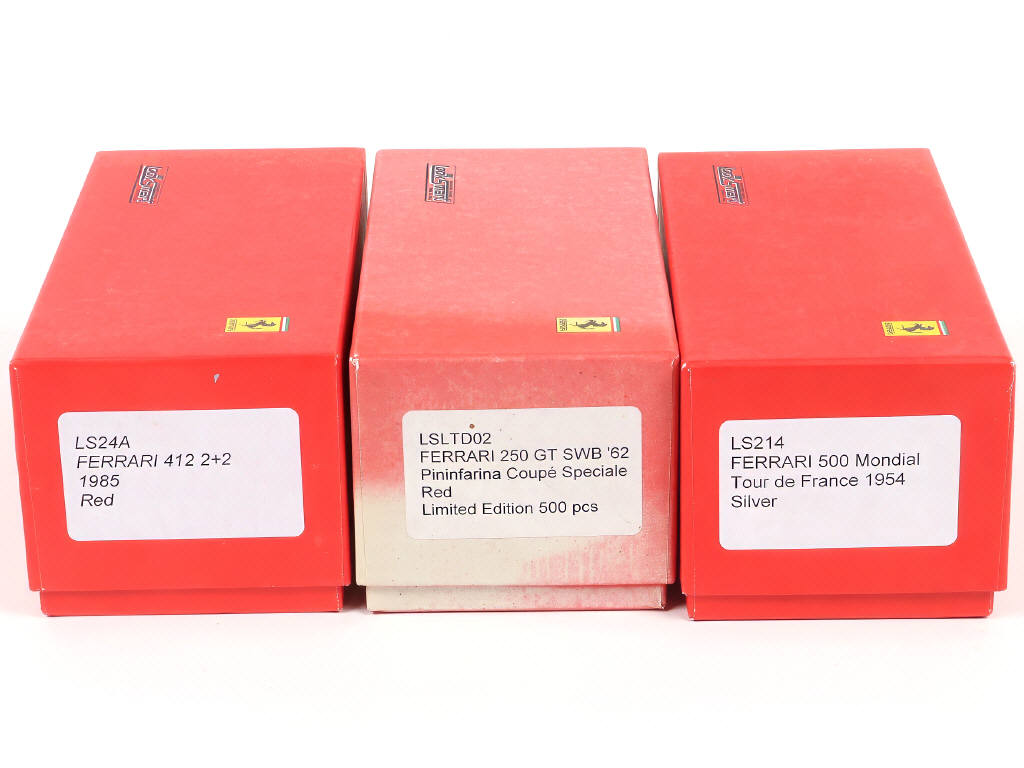 LS24A
FERRARI 412 2+2
1985
Red
LSLTD02
FERRARI 250 GT SWB '62
Pininfarina Coupé Speciale
Red
Limited Edition 500 pcs
LS214
FERRARI 500 Mondial
Tour de France 1954
Silver